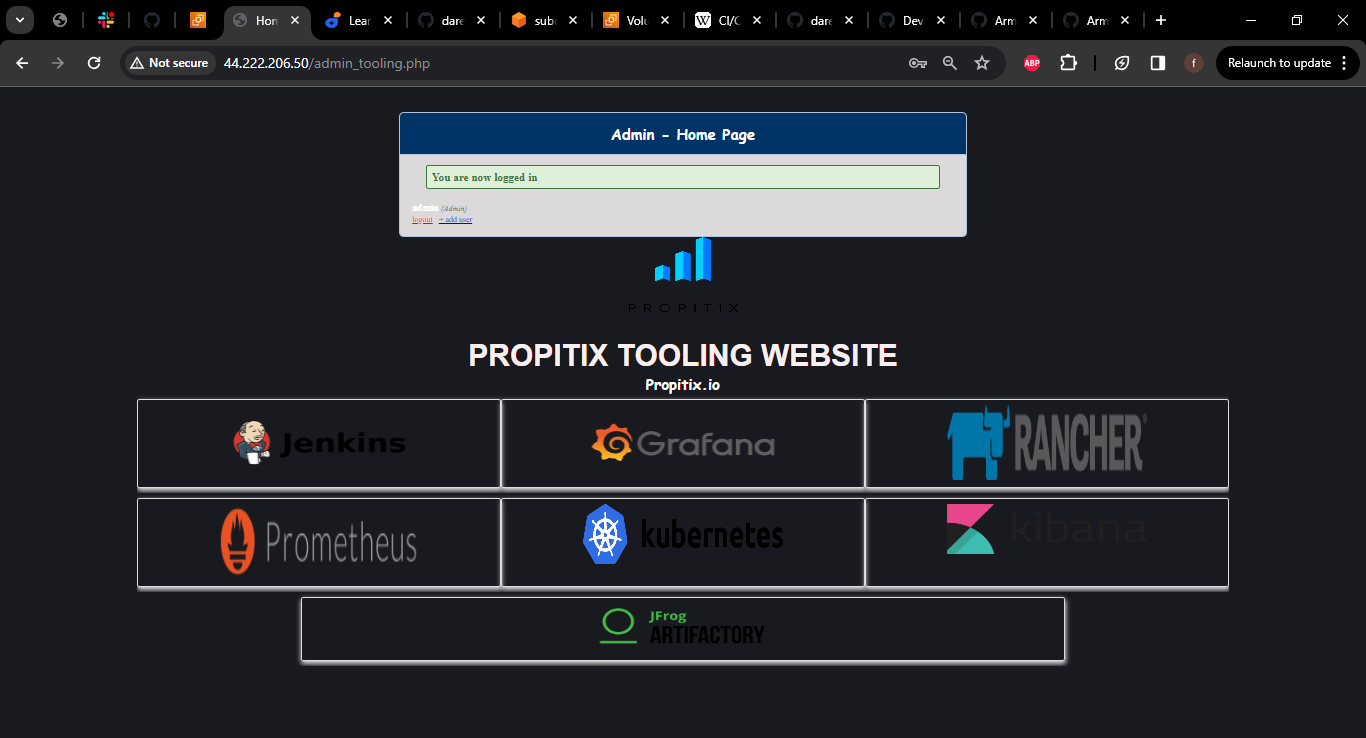 Hon
Lear
dare
subr
Volu
CI/C
dare
Dev
Arm
Arm
Not secure
44.222.206.50/admin_tooling.php
ABP
f
Relaunch to update
Admin - Home Page
You are now logged in
admin (Admin)
logout + add user
PROPITIX
PROPITIX TOOLING WEBSITE
Propitix.io
Jenkins
Grafana
RANCHER
Prometheus
kubernetes
kibana
JFrog
ARTIFACTORY